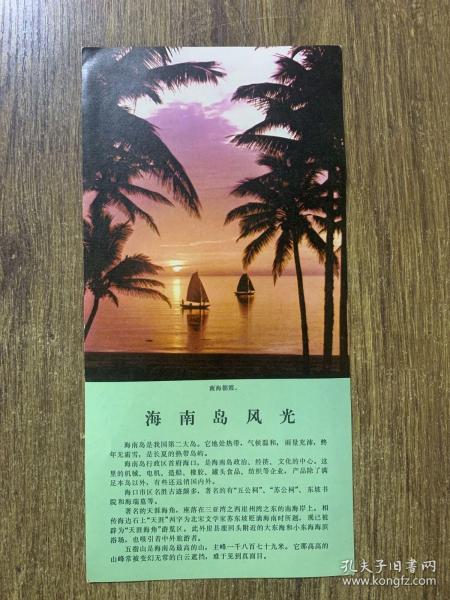 南海朝霞。
海南岛风光
海南岛是我国第二大岛。它地处热带，气候温和，雨量充沛，终
年无霜雪，是长夏的热带岛屿。
海南岛行政区首府海口，是海南岛政治、经济、文化的中心。这
里的机械、电机、造船、橡胶、罐头食品、纺织等企业，产品除了满
足本岛以外，有些还远销国内外。
海口市区名胜古迹颇多，著名的有“五公祠”、“苏公祠”、东坡书
院和海瑞墓等。
著名的天涯海角，座落在三亚湾之西崖州湾之东的南海岸上。相
传海边石上“天涯”两字为北宋文学家苏东坡贬谪海南时所题，现已被
辟为“天涯海角”游览区。此外崖县鹿回头附近的大东海和小东海海滨
浴场，也吸引着中外旅游者。
五指山是海南岛最高的山，主峰一千八百七十九米。它那高高的
山峰常被变幻无常的白云遮挡，难于见到真面目。
孔夫子旧书网
kongfz.com